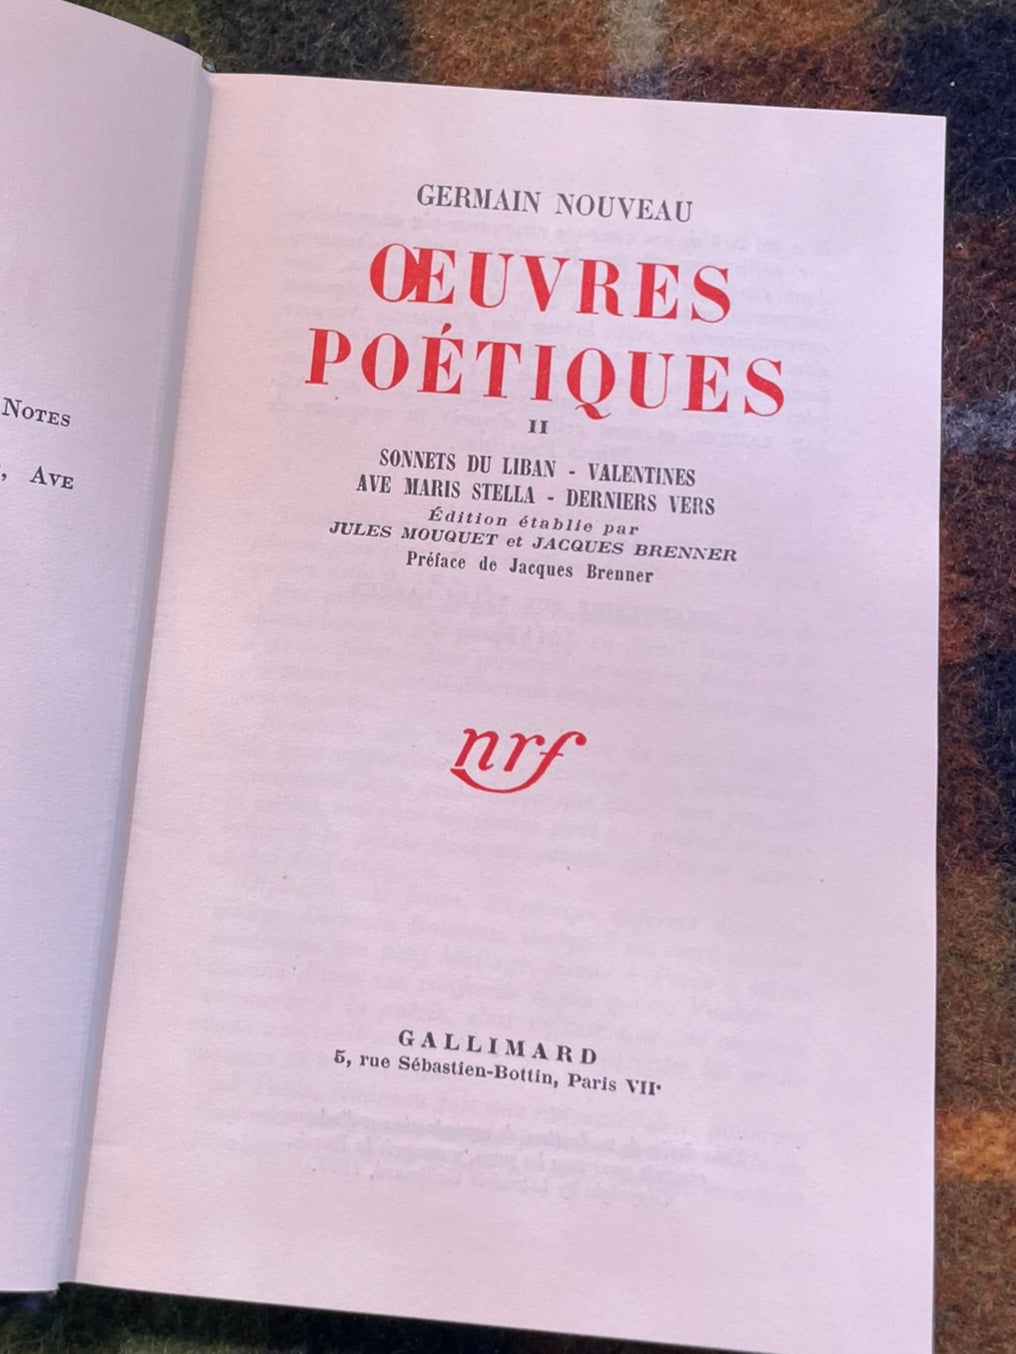 NOTES
AVE
GERMAIN NOUVEAU
ŒUVRES
POÉTIQUES
II
SONNETS DU LIBAN - VALENTINES
AVE MARIS STELLA - DERNIERS VERS
Édition établie par
JULES MOUQUET et JACQUES BRENNER
Préface de Jacques Brenner
nrf
GALLIMARD
5, rue Sébastien-Bottin, Paris VIIe